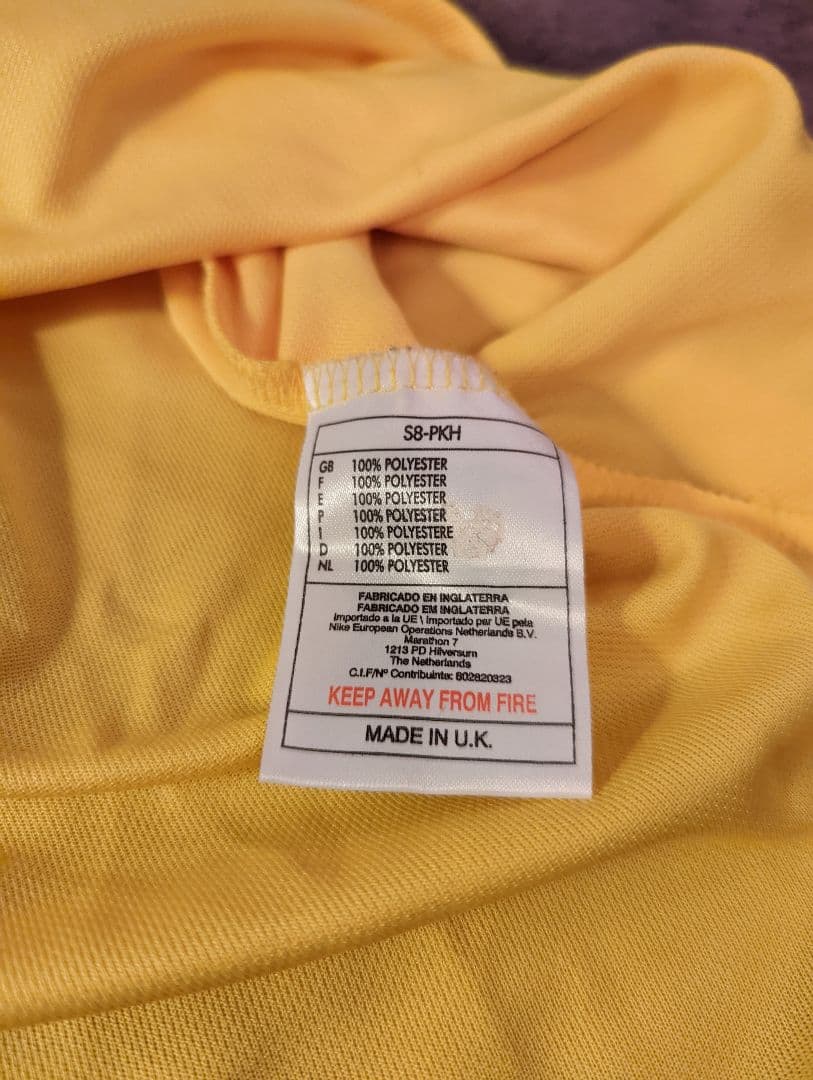 S8-PKH
GB 100% POLYESTER
F 100% POLYESTER
E 100% POLYESTER
P 100% POLYESTER
I 100% POLYESTERE
D 100% POLYESTER
NL 100% POLYESTER
FABRICADO EN INGLATERRA
FABRICADO EM INGLATERRA
Importado a la UE \ Importado par UE pela
Nike European Operations Netherlands B.V.
Marathon 7
1213 PD Hilversum
The Netherlands
C.I.F/Nº Contribuinte: 602820323
KEEP AWAY FROM FIRE
MADE IN U.K.